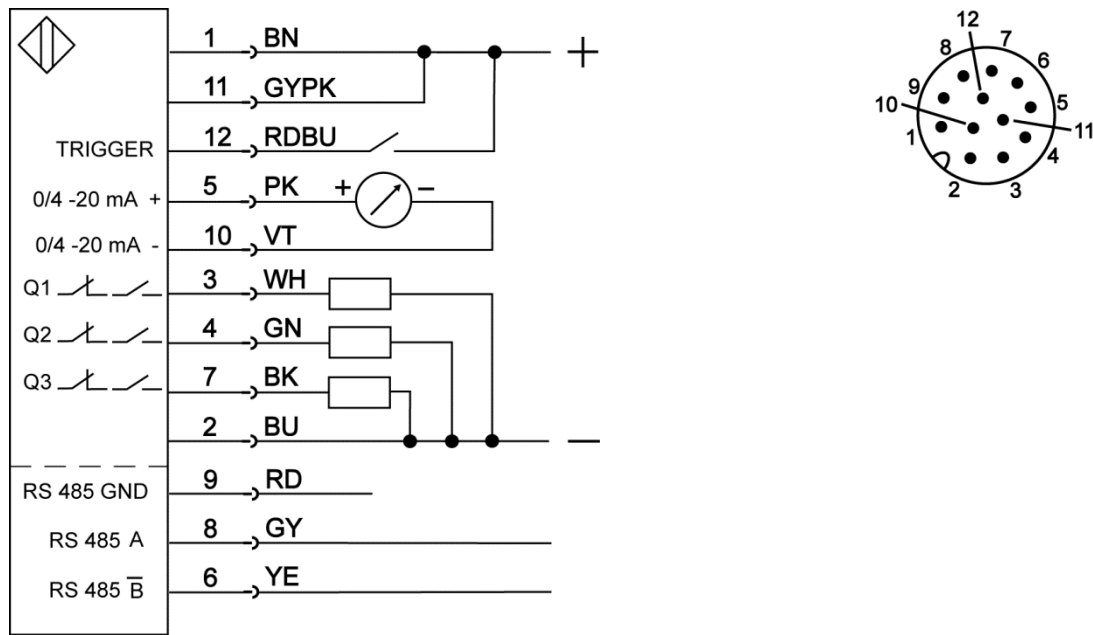 1 BN +
11 GYPK
TRIGGER 12 RDBU
0/4 -20 mA + 5 PK + −
0/4 -20 mA - 10 VT
Q1 3 WH
Q2 4 GN
Q3 7 BK
2 BU −
RS 485 GND 9 RD
RS 485 A 8 GY
RS 485 B̅ 6 YE
12
8 7 6
9 5
10 11
1 4
2 3